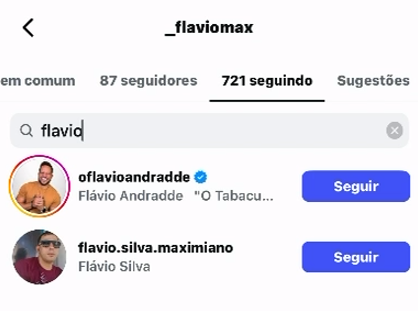 _flaviomax
em comum 87 seguidores 721 seguindo Sugestões
flavio
oflavioandradde
Flávio Andradde "O Tabacu...
Seguir
flavio.silva.maximiano
Flávio Silva
Seguir